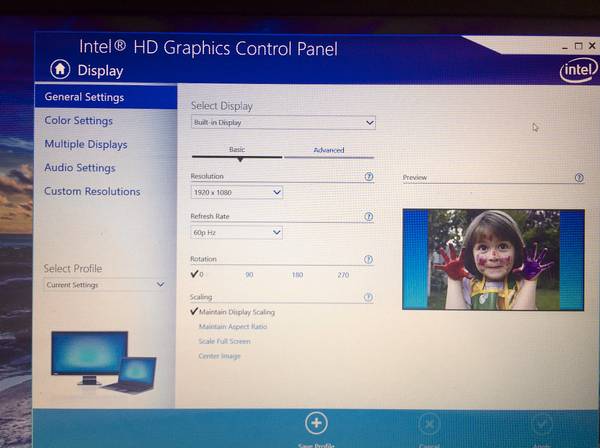 Intel® HD Graphics Control Panel
Display
intel
General Settings
Color Settings
Multiple Displays
Audio Settings
Custom Resolutions
Select Profile
Current Settings
Select Display
Built-in Display
Basic
Advanced
Resolution
?
1920 x 1080
Refresh Rate
?
60p Hz
Rotation
?
0
90
180
270
Scaling
?
Maintain Display Scaling
Maintain Aspect Ratio
Scale Full Screen
Center Image
Preview
?
Save Profile
Cancel
Apply